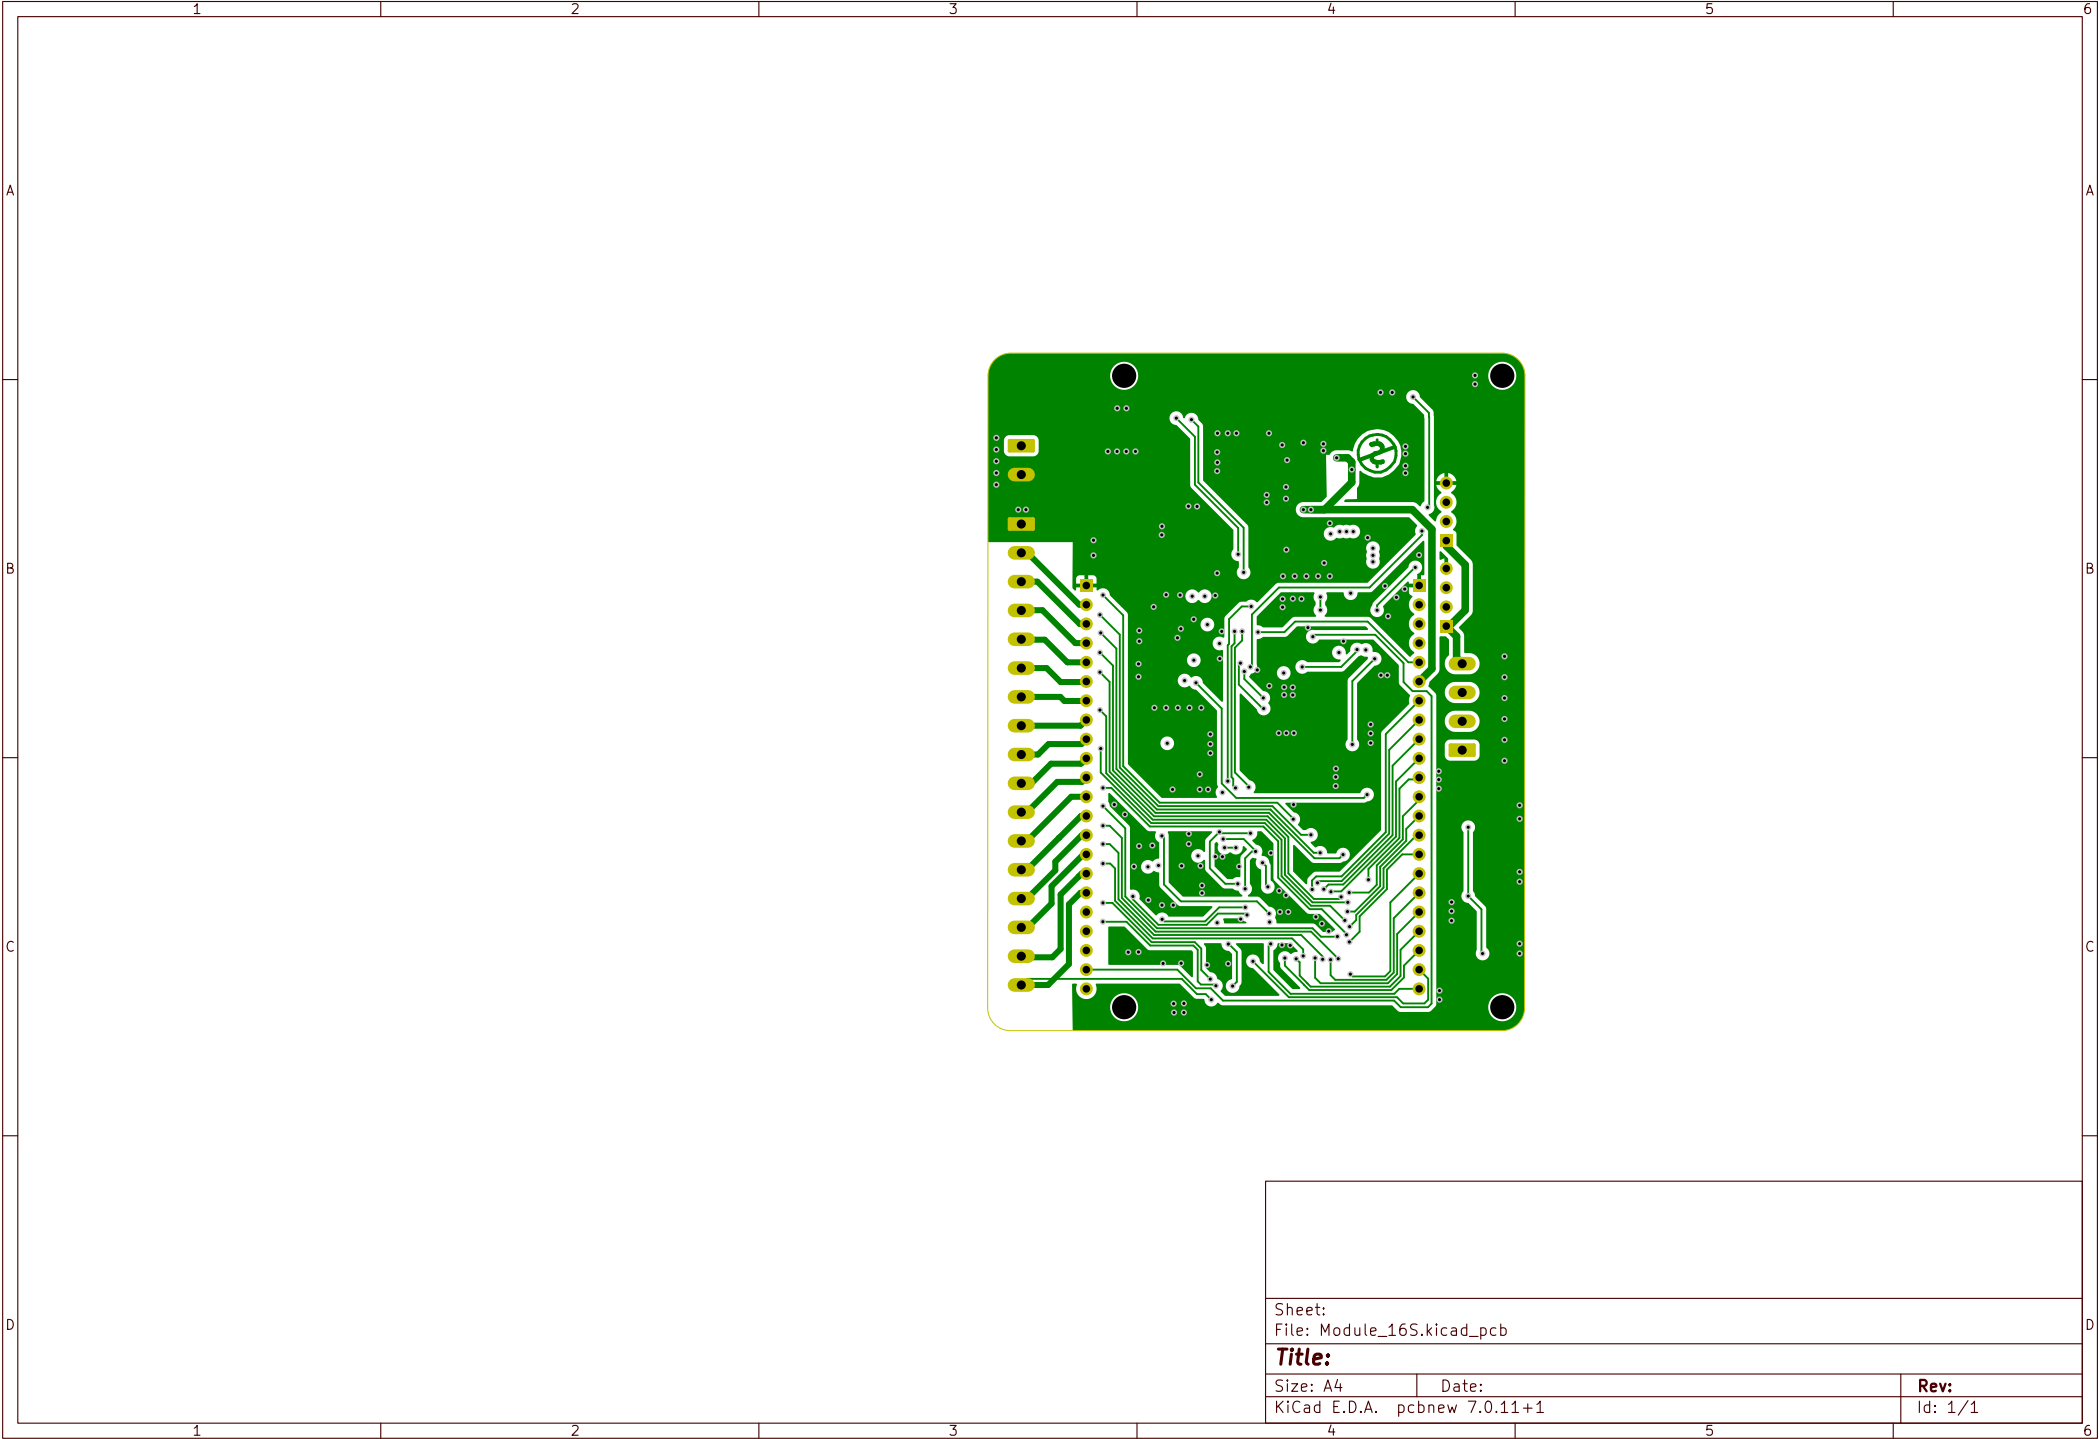 1 2 3 4 5 6
A A
B B
C C
D D
Sheet:
File: Module_16S.kicad_pcb
Title:
Size: A4 Date: Rev:
KiCad E.D.A. pcbnew 7.0.11+1 Id: 1/1
1 2 3 4 5 6